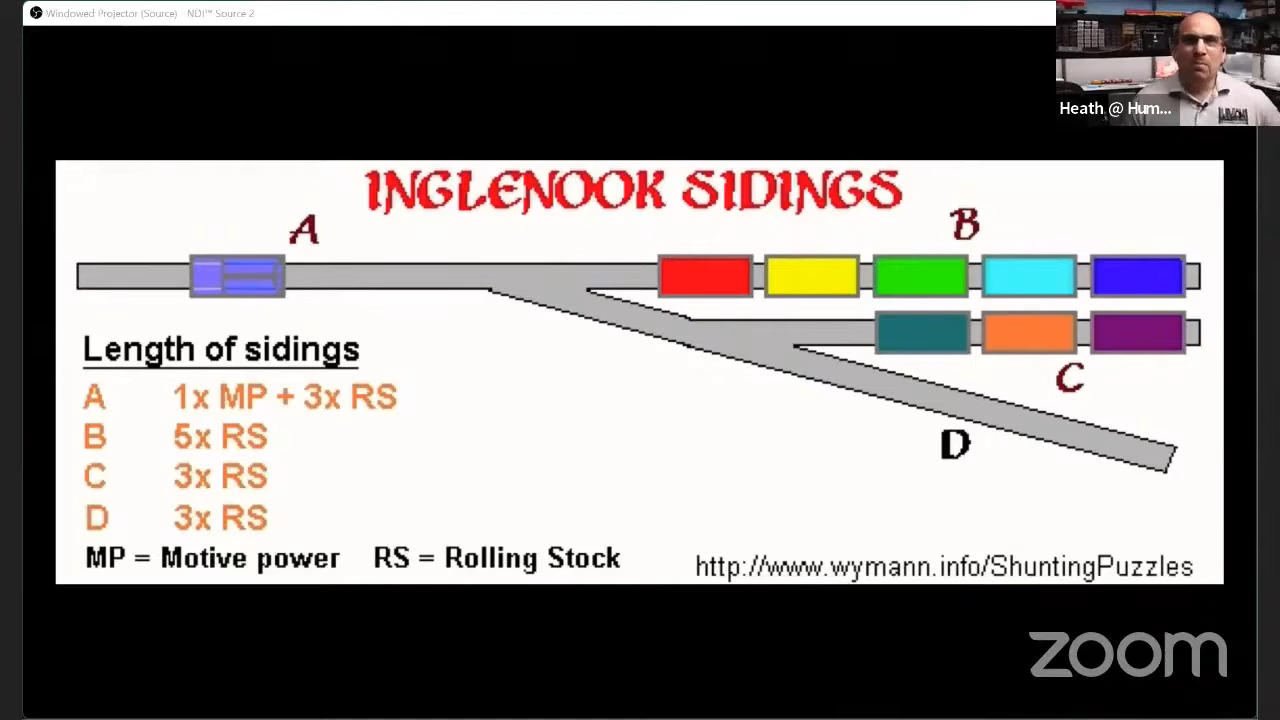 Windowed Projector (Source) - NDI™ Source 2
Heath @ Hum...
INGLENOOK SIDINGS
A
B
Length of sidings
A 1x MP + 3x RS
B 5x RS
C 3x RS
D 3x RS
C
D
MP = Motive power RS = Rolling Stock
http://www.wymann.info/ShuntingPuzzles
zoom